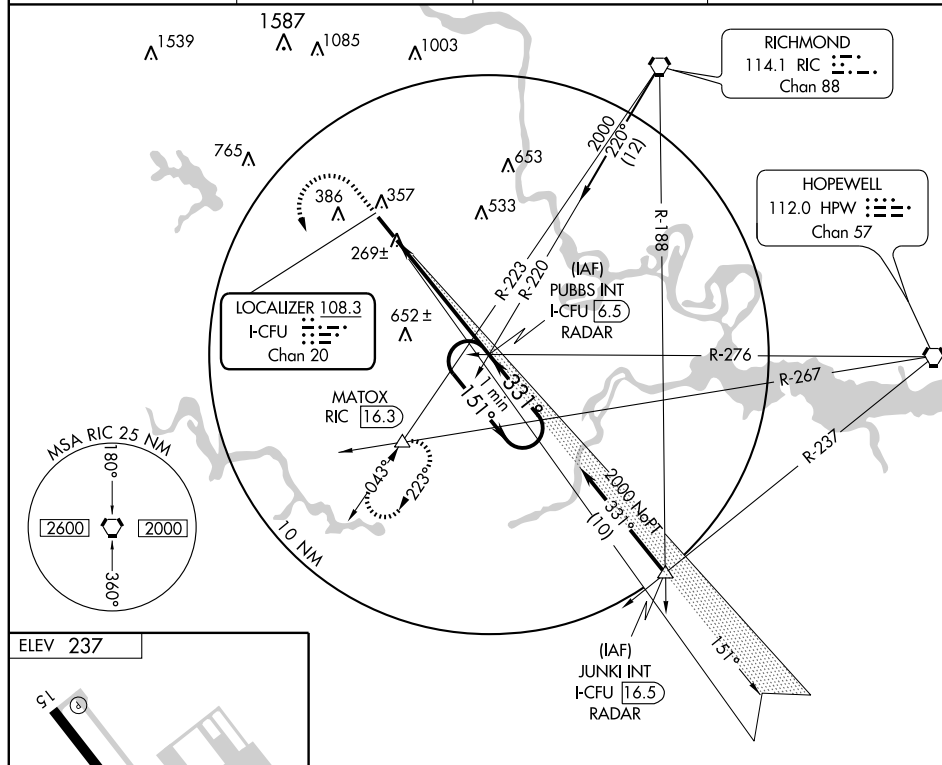 1539
1587
1085
1003
RICHMOND
114.1 RIC
Chan 88
2000
220°
(12)
765
653
386
357
533
HOPEWELL
112.0 HPW
Chan 57
R-188
269±
R-223
R-220
(IAF)
PUBBS INT
I-CFU 6.5
RADAR
LOCALIZER 108.3
I-CFU
Chan 20
652 ±
R-276
R-267
MATOX
RIC 16.3
1 min
331°
151°
R-237
MSA RIC 25 NM
180°
043°
223°
2000 NoPT
2600
2000
331°
(10)
10 NM
360°
ELEV 237
(IAF)
JUNKI INT
I-CFU 16.5
RADAR
151°
15
P